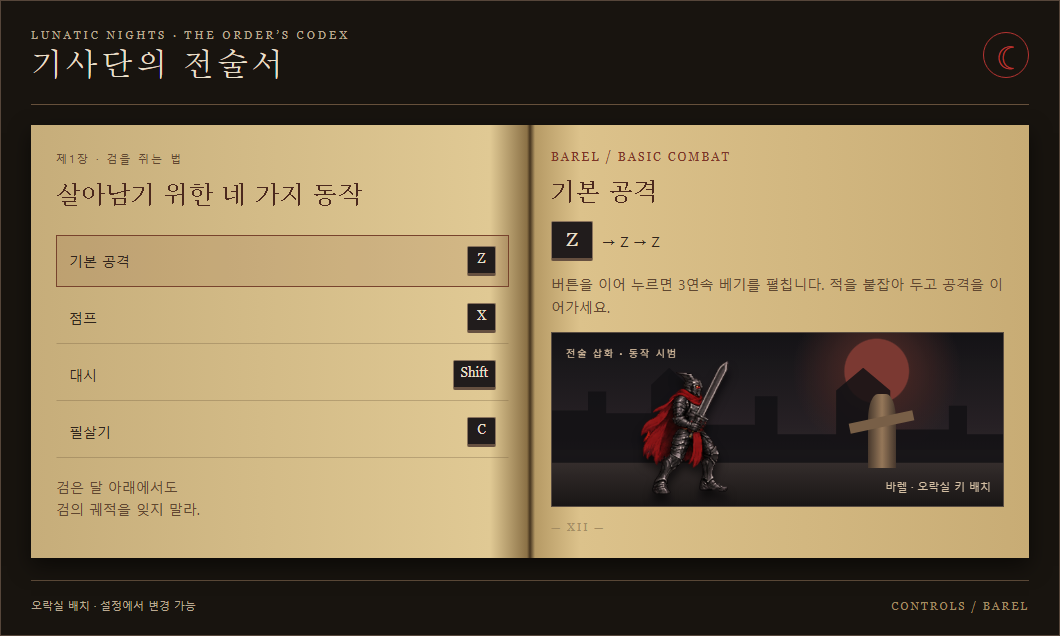 LUNATIC NIGHTS · THE ORDER’S CODEX
기사단의 전술서
제1장 · 검을 쥐는 법
살아남기 위한 네 가지 동작
기본 공격 Z
점프 X
대시 Shift
필살기 C
검은 달 아래에서도
검의 궤적을 잊지 말라.
BAREL / BASIC COMBAT
기본 공격
Z → Z → Z
버튼을 이어 누르면 3연속 베기를 펼칩니다. 적을 붙잡아 두고 공격을 이
어가세요.
전술 삽화 · 동작 시범
바렐 · 오락실 키 배치
— XII —
오락실 배치 · 설정에서 변경 가능
CONTROLS / BAREL